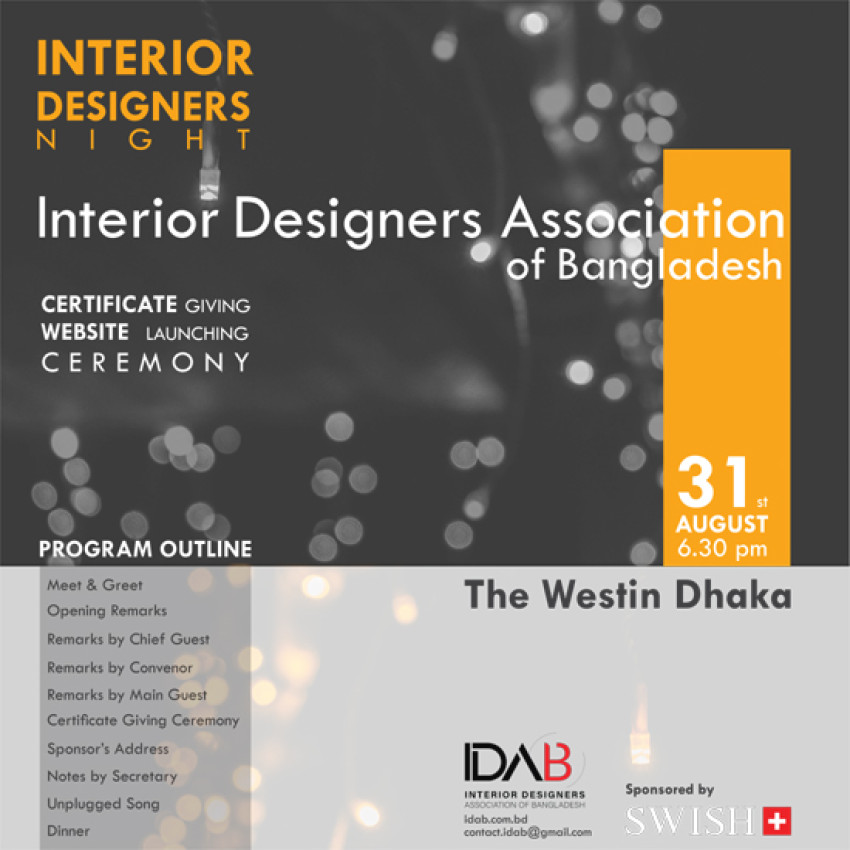 INTERIOR
DESIGNERS
NIGHT
Interior Designers Association
of Bangladesh
CERTIFICATE GIVING
WEBSITE LAUNCHING
CEREMONY
31st
AUGUST
6.30 pm
PROGRAM OUTLINE
Meet & Greet
Opening Remarks
Remarks by Chief Guest
Remarks by Convenor
Remarks by Main Guest
Certificate Giving Ceremony
Sponsor's Address
Notes by Secretary
Unplugged Song
Dinner
The Westin Dhaka
IDAB
INTERIOR DESIGNERS
ASSOCIATION OF BANGLADESH
idab.com.bd
contact.idab@gmail.com
Sponsored by
SWISH